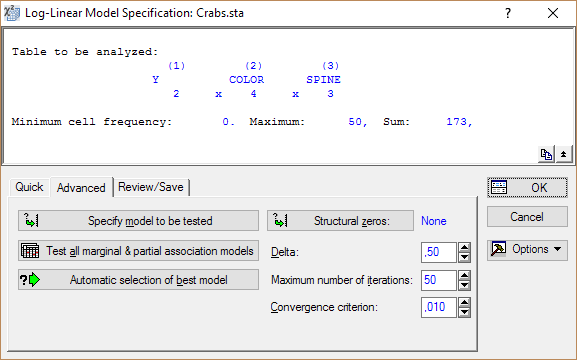 Log-Linear Model Specification: Crabs.sta
Table to be analyzed:
(1) (2) (3)
Y COLOR SPINE
2 x 4 x 3
Minimum cell frequency: 0. Maximum: 50, Sum: 173,
Quick Advanced Review/Save
OK
Cancel
Options
Specify model to be tested
Structural zeros: None
Test all marginal & partial association models
Delta: ,50
Automatic selection of best model
Maximum number of iterations: 50
Convergence criterion: ,010